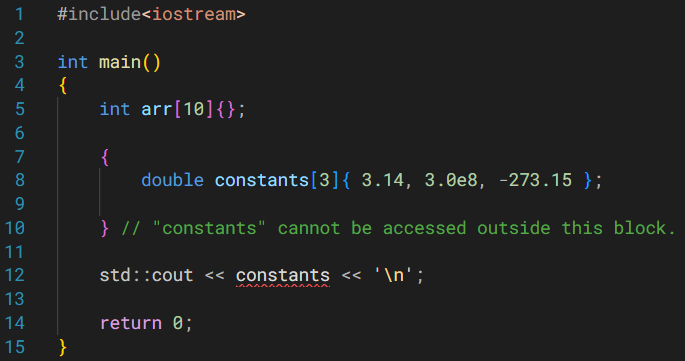 1 #include<iostream>
2
3 int main()
4 {
5     int arr[10]{};
6
7     {
8         double constants[3]{ 3.14, 3.0e8, -273.15 };
9
10     } // "constants" cannot be accessed outside this block.
11
12     std::cout << constants << '\n';
13
14     return 0;
15 }